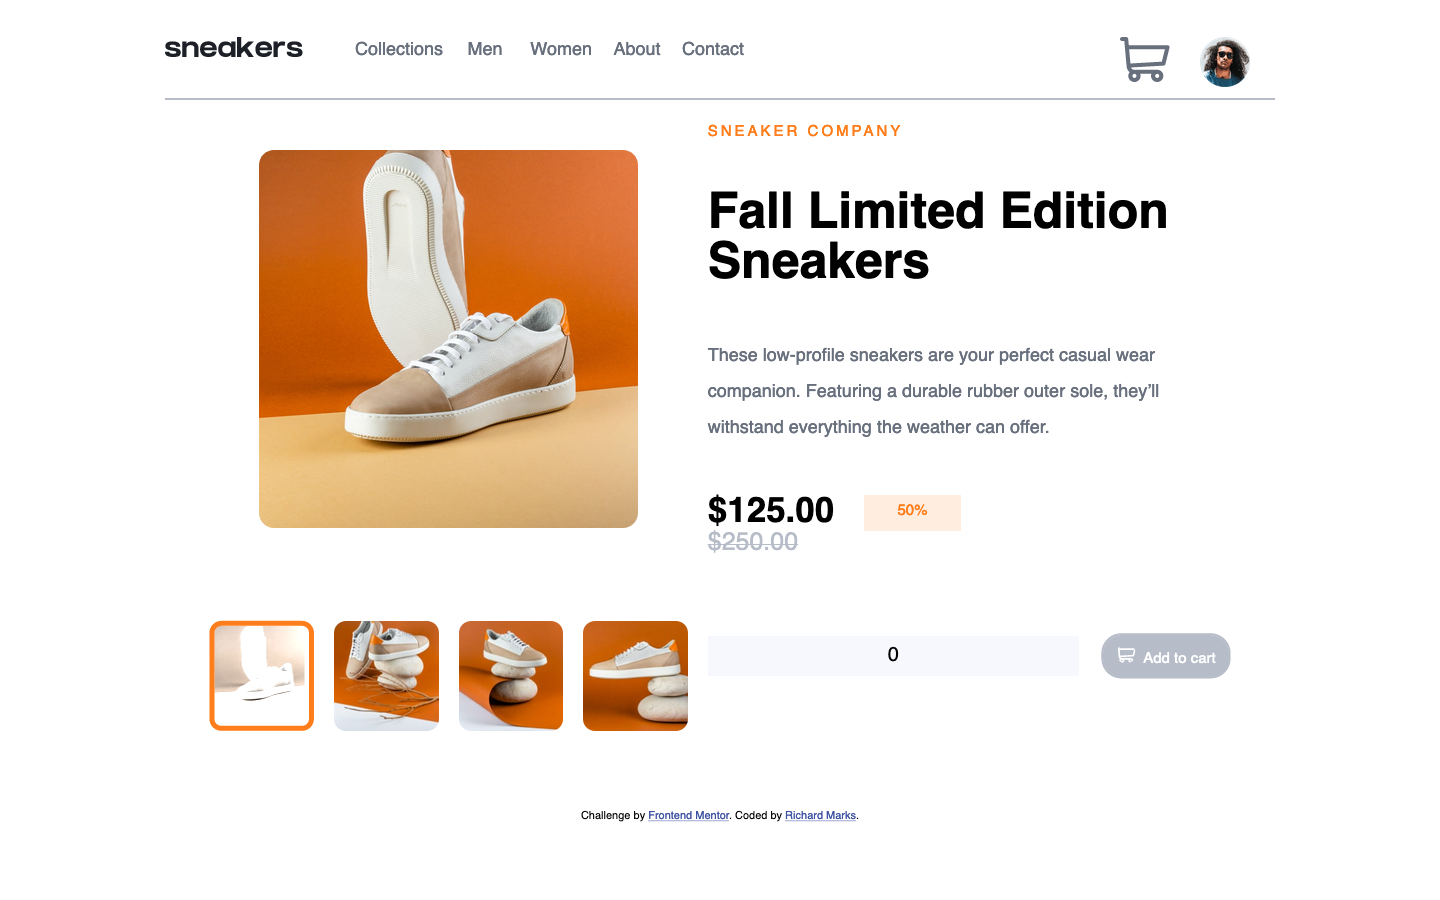 sneakers
Collections Men Women About Contact
SNEAKER COMPANY
Fall Limited Edition
Sneakers
These low-profile sneakers are your perfect casual wear
companion. Featuring a durable rubber outer sole, they’ll
withstand everything the weather can offer.
$125.00 50%
$250.00
0 Add to cart
Challenge by Frontend Mentor. Coded by Richard Marks.